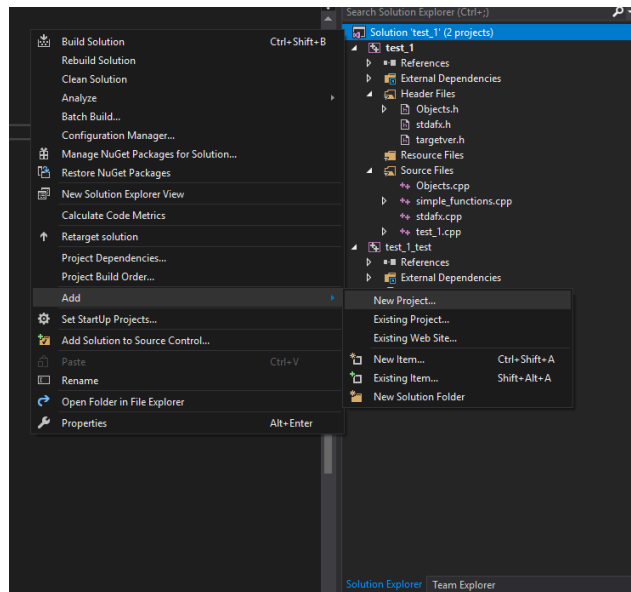 Search Solution Explorer (Ctrl+;)
Solution 'test_1' (2 projects)
test_1
References
External Dependencies
Header Files
Objects.h
stdafx.h
targetver.h
Resource Files
Source Files
Objects.cpp
simple_functions.cpp
stdafx.cpp
test_1.cpp
test_1_test
References
External Dependencies
Build Solution Ctrl+Shift+B
Rebuild Solution
Clean Solution
Analyze
Batch Build...
Configuration Manager...
Manage NuGet Packages for Solution...
Restore NuGet Packages
New Solution Explorer View
Calculate Code Metrics
Retarget solution
Project Dependencies...
Project Build Order...
Add
Set StartUp Projects...
Add Solution to Source Control...
Paste Ctrl+V
Rename
Open Folder in File Explorer
Properties Alt+Enter
New Project...
Existing Project...
Existing Web Site...
New Item... Ctrl+Shift+A
Existing Item... Shift+Alt+A
New Solution Folder
Solution Explorer Team Explorer